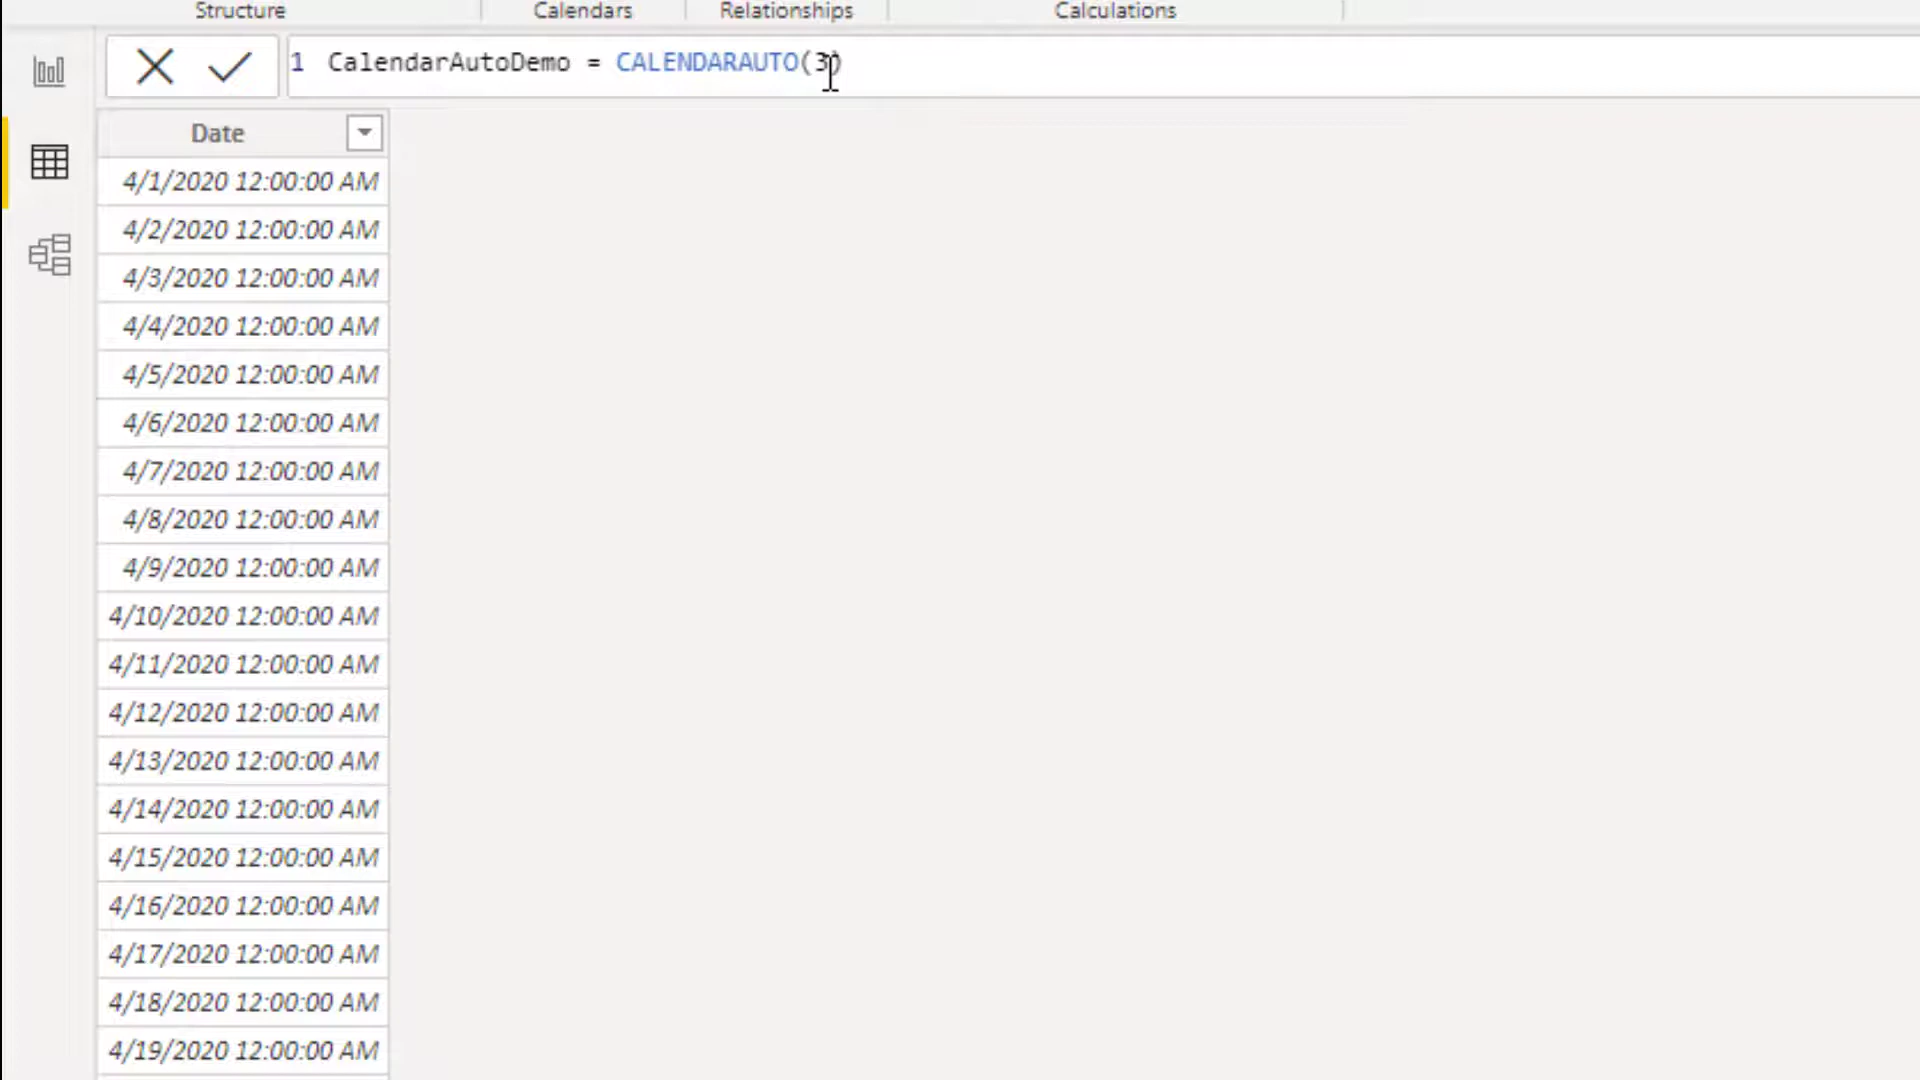 Structure Calendars Relationships Calculations
1 CalendarAutoDemo = CALENDARAUTO(3)
Date
4/1/2020 12:00:00 AM
4/2/2020 12:00:00 AM
4/3/2020 12:00:00 AM
4/4/2020 12:00:00 AM
4/5/2020 12:00:00 AM
4/6/2020 12:00:00 AM
4/7/2020 12:00:00 AM
4/8/2020 12:00:00 AM
4/9/2020 12:00:00 AM
4/10/2020 12:00:00 AM
4/11/2020 12:00:00 AM
4/12/2020 12:00:00 AM
4/13/2020 12:00:00 AM
4/14/2020 12:00:00 AM
4/15/2020 12:00:00 AM
4/16/2020 12:00:00 AM
4/17/2020 12:00:00 AM
4/18/2020 12:00:00 AM
4/19/2020 12:00:00 AM